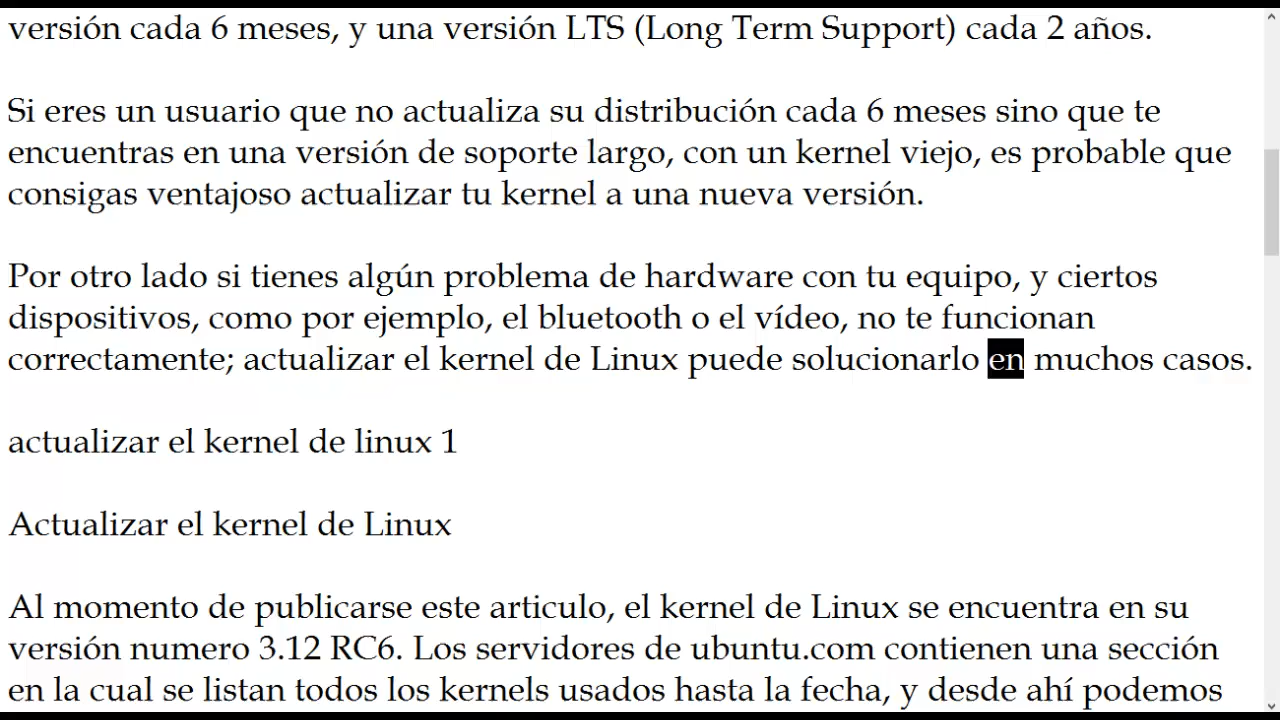 versión cada 6 meses, y una versión LTS (Long Term Support) cada 2 años.
Si eres un usuario que no actualiza su distribución cada 6 meses sino que te
encuentras en una versión de soporte largo, con un kernel viejo, es probable que
consigas ventajoso actualizar tu kernel a una nueva versión.
Por otro lado si tienes algún problema de hardware con tu equipo, y ciertos
dispositivos, como por ejemplo, el bluetooth o el vídeo, no te funcionan
correctamente; actualizar el kernel de Linux puede solucionarlo en muchos casos.
actualizar el kernel de linux 1
Actualizar el kernel de Linux
Al momento de publicarse este articulo, el kernel de Linux se encuentra en su
versión numero 3.12 RC6. Los servidores de ubuntu.com contienen una sección
en la cual se listan todos los kernels usados hasta la fecha, y desde ahí podemos